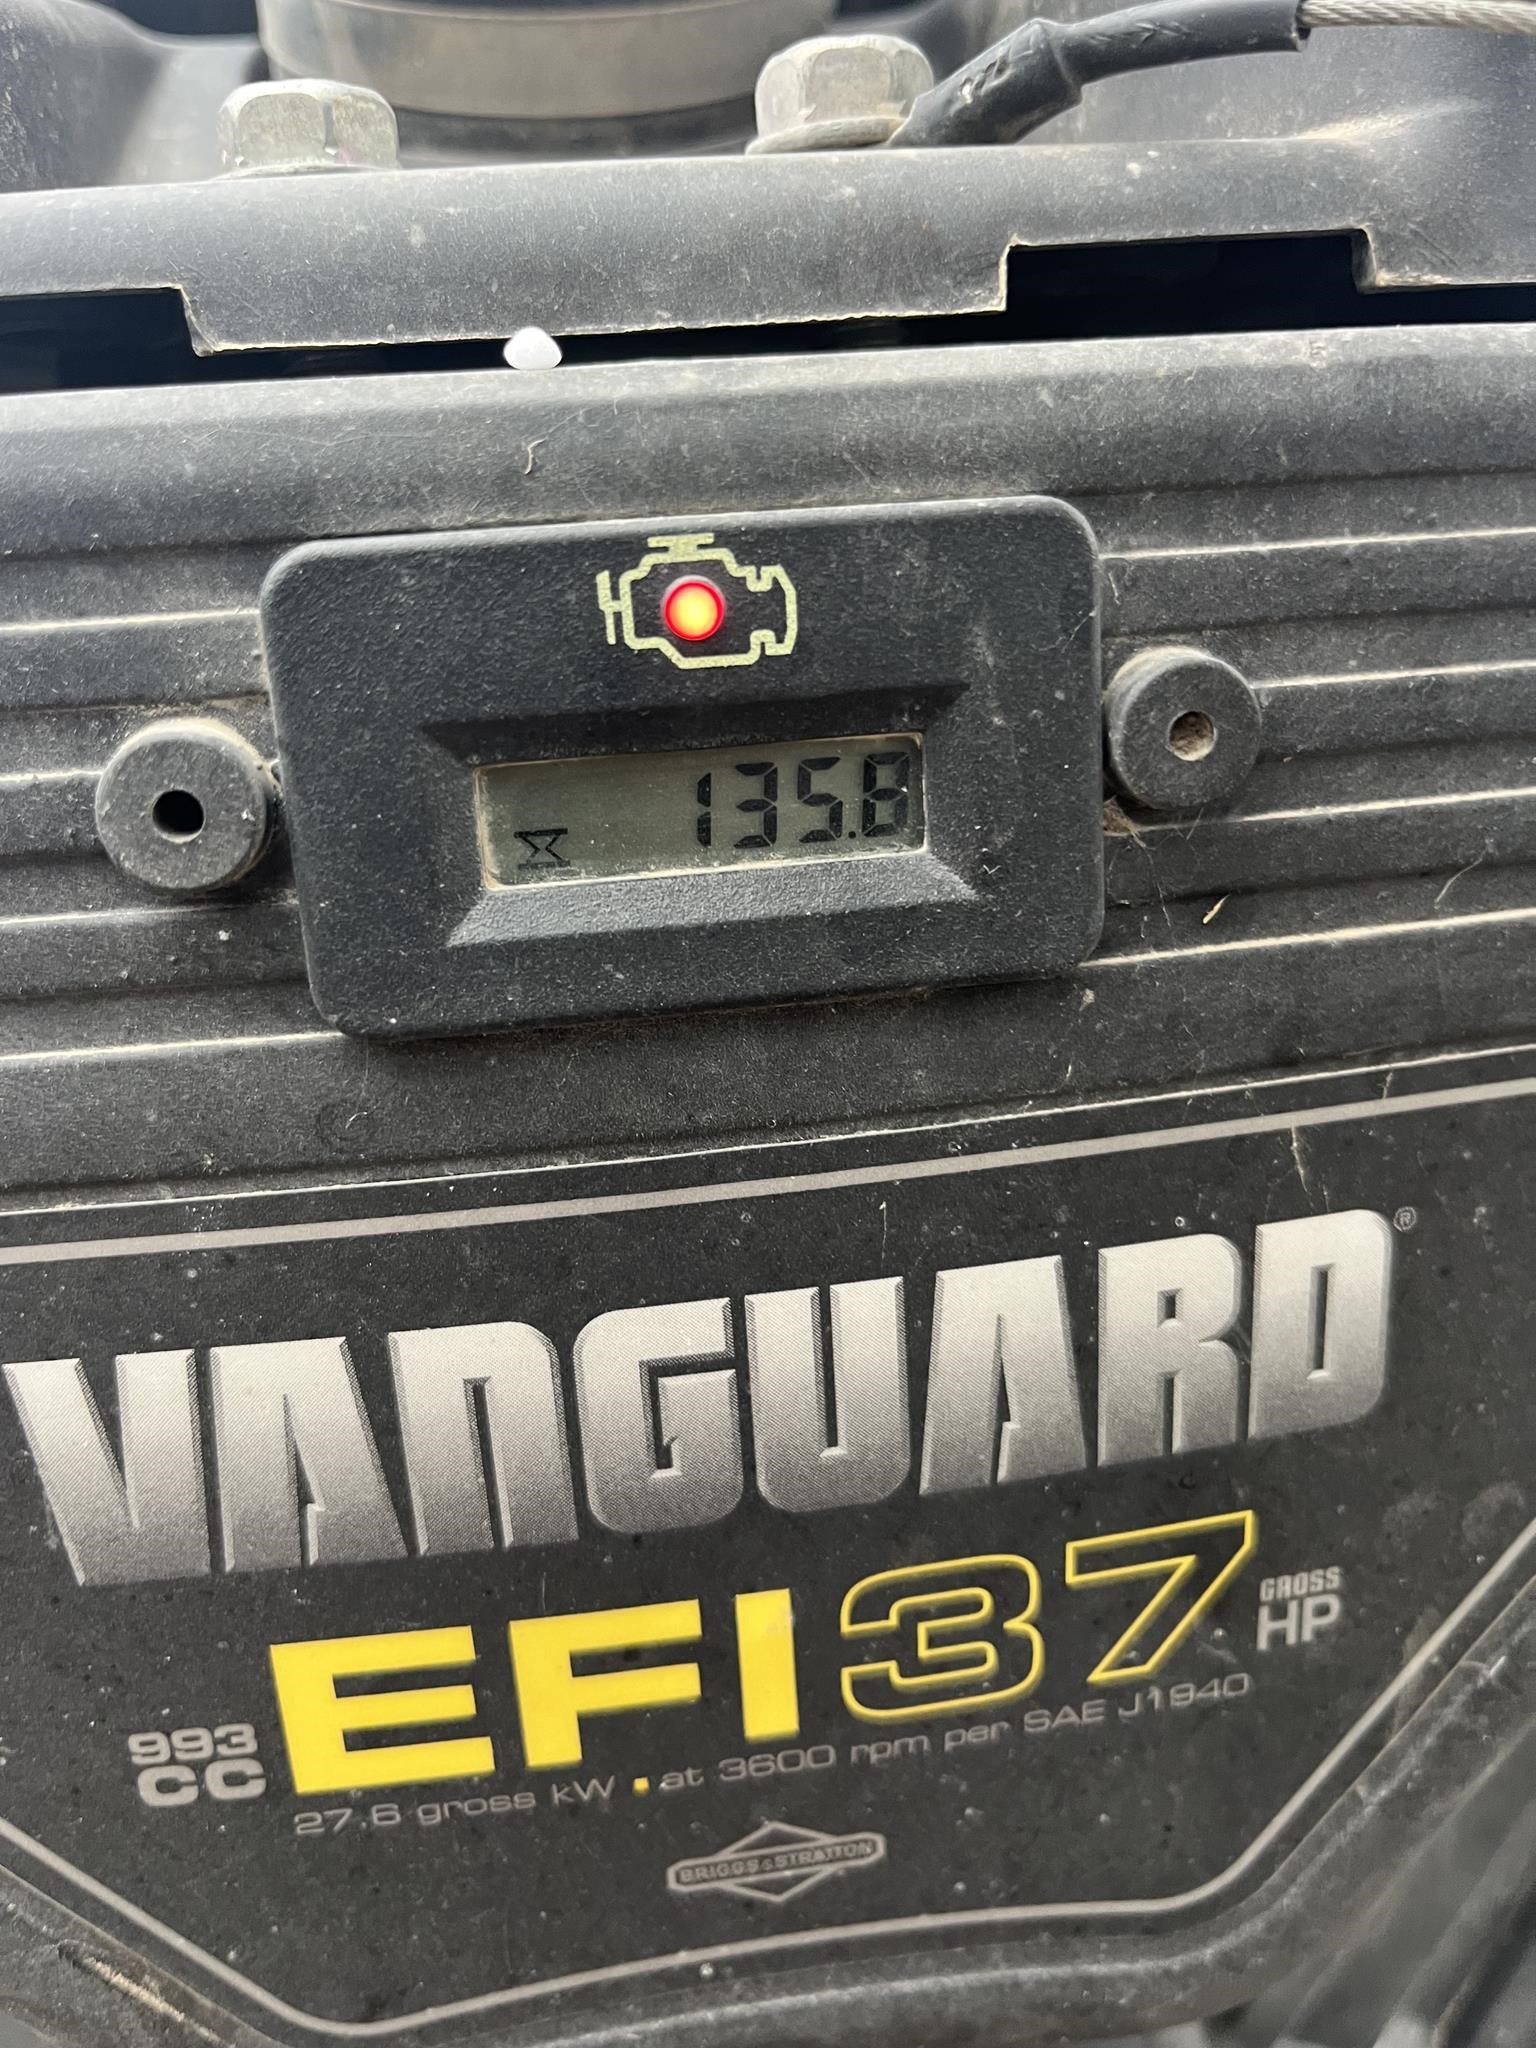 135.8
VANGUARD®
993
CC
EFI 37
GROSS
HP
27.6 gross kW . at 3600 rpm per SAE J1940
BRIGGS & STRATTON